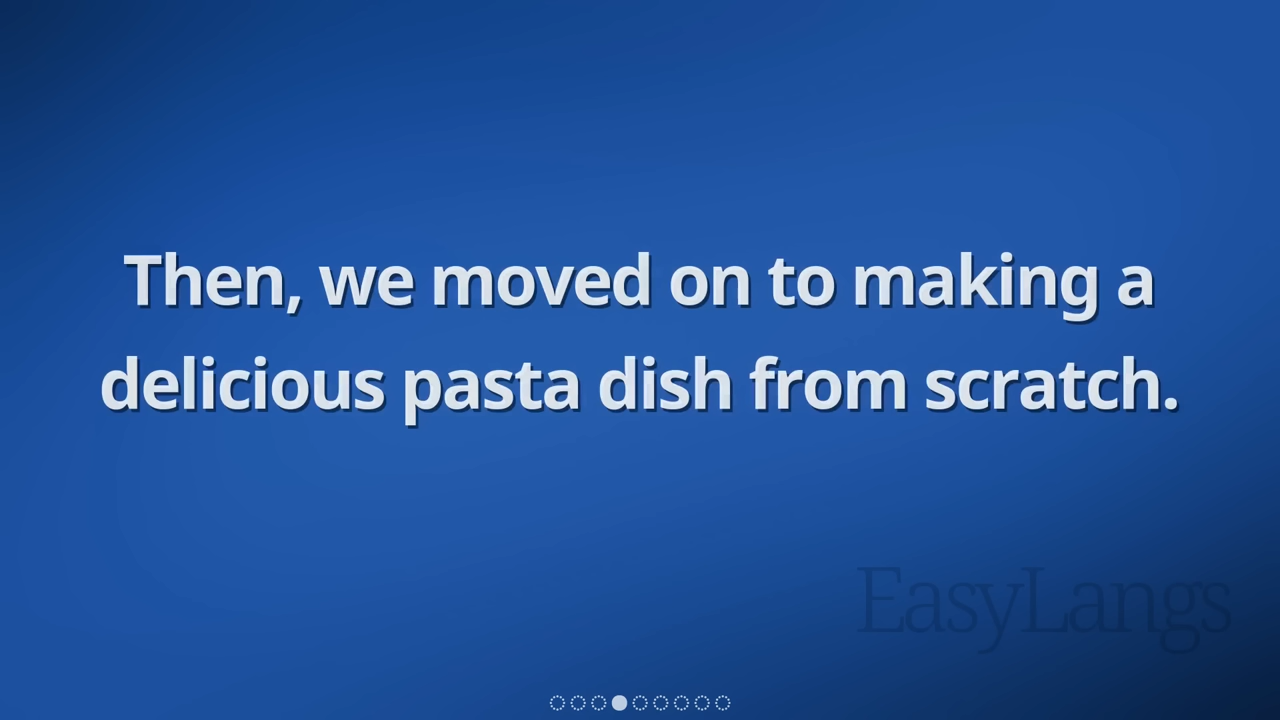 Then, we moved on to making a
delicious pasta dish from scratch.
EasyLangs